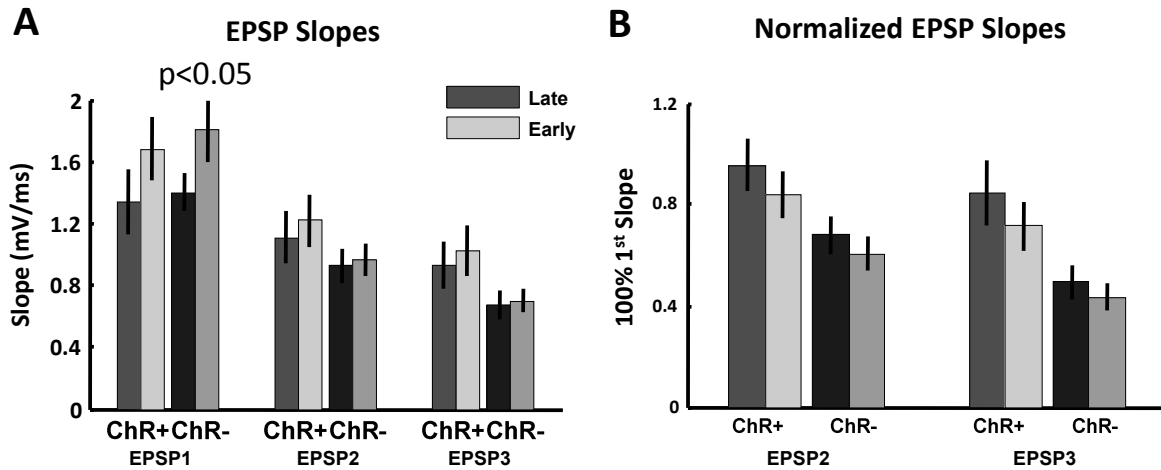 A
EPSP Slopes
p<0.05
Late
Early
Slope (mV/ms)
2
1.6
1.2
0.8
0.4
0
ChR+ChR- ChR+ChR- ChR+ChR-
EPSP1 EPSP2 EPSP3
B
Normalized EPSP Slopes
100% 1st Slope
1.2
0.8
0.4
0
ChR+ ChR- ChR+ ChR-
EPSP2 EPSP3